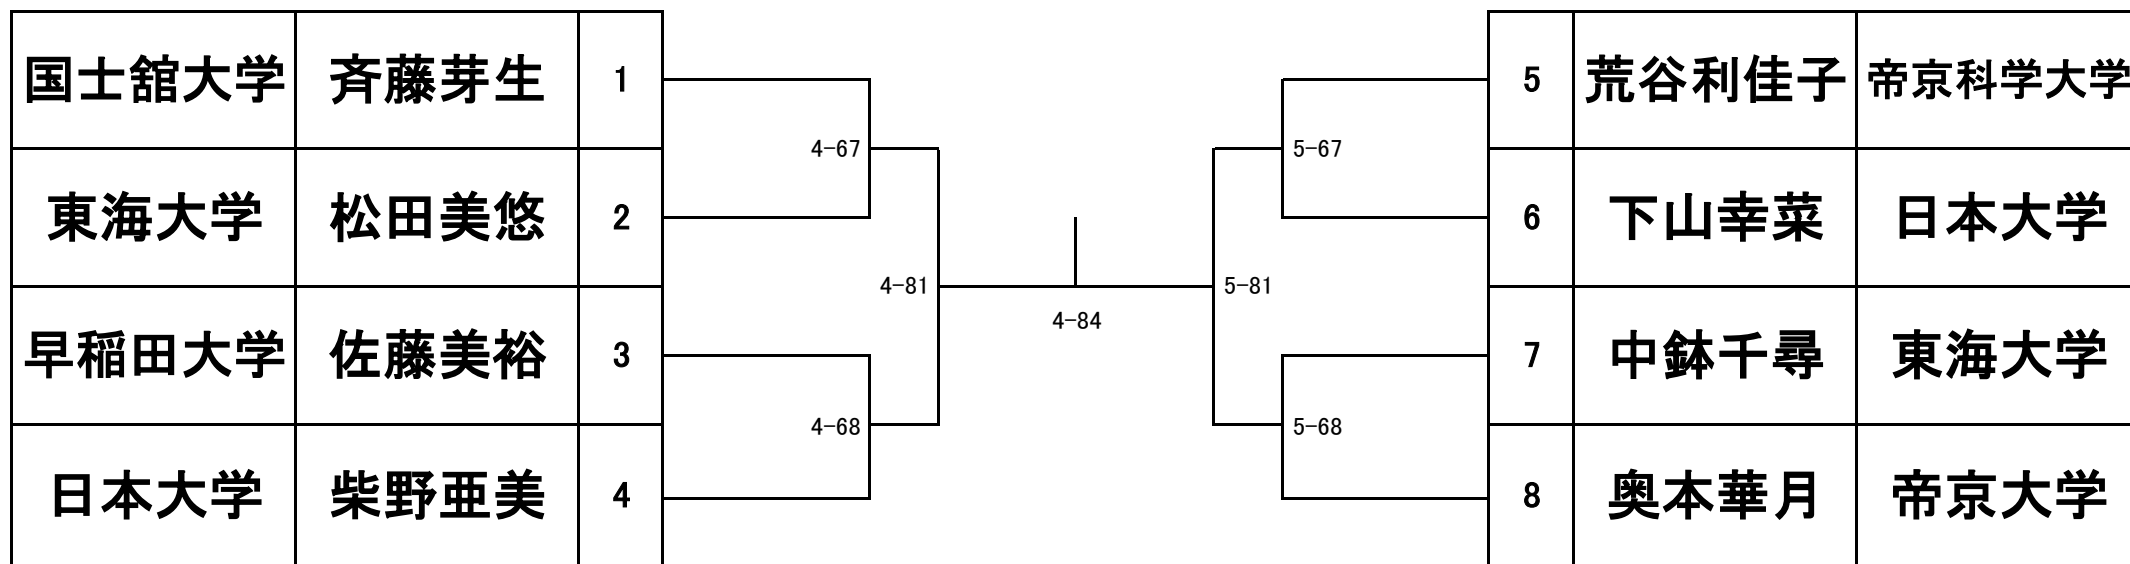 国士舘大学 斉藤芽生 1
5 荒谷利佳子 帝京科学大学
4-67
5-67
東海大学 松田美悠 2
6 下山幸菜 日本大学
4-81
5-81
4-84
早稲田大学 佐藤美裕 3
7 中鉢千尋 東海大学
4-68
5-68
日本大学 柴野亜美 4
8 奥本華月 帝京大学